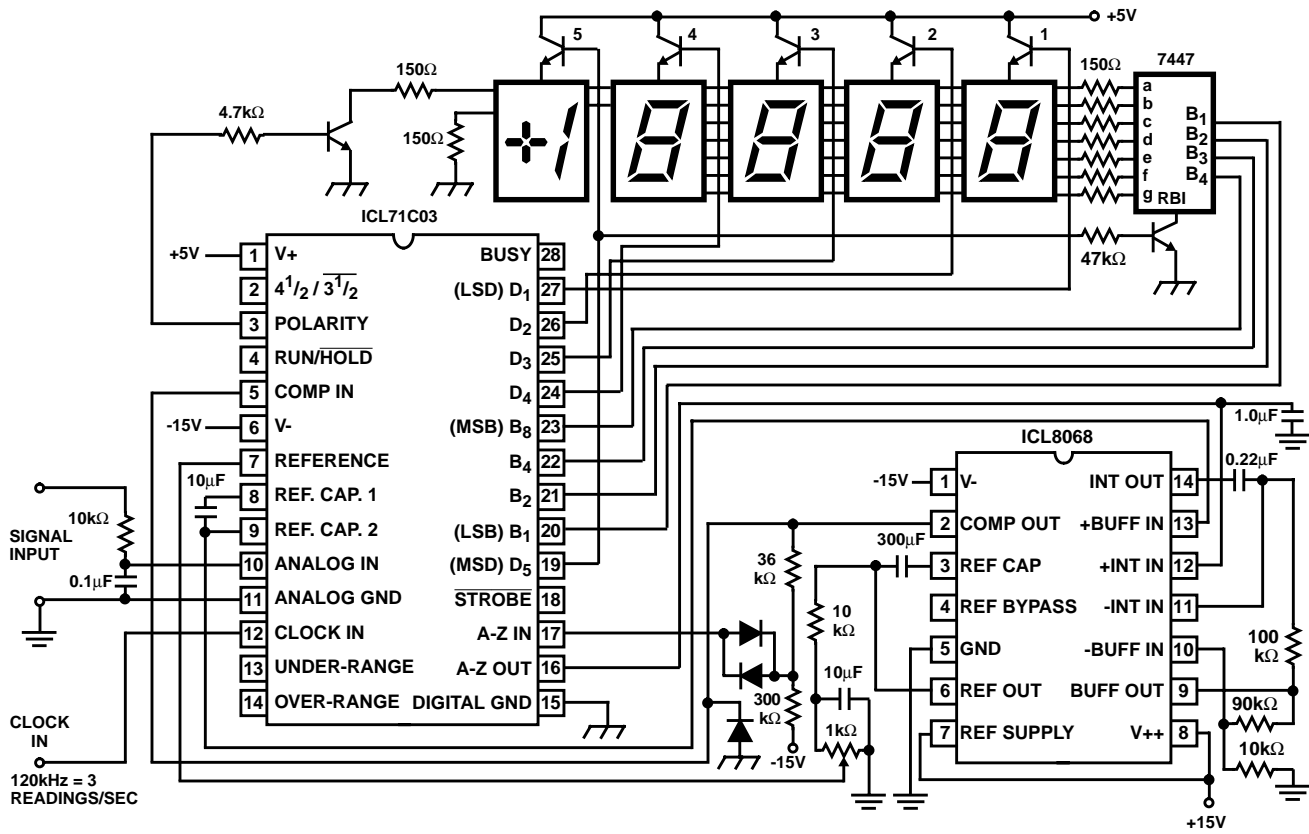 +5V
5
4
3
2
1
7447
150Ω
4.7kΩ
150Ω
150Ω
+1
8
8
8
8
a
b
c
d
e
f
g
B1
B2
B3
B4
RBI
47kΩ
ICL71C03
+5V
1 V+
2 4 1/2 / 3 1/2
3 POLARITY
4 RUN/HOLD
5 COMP IN
-15V
6 V-
7 REFERENCE
8 REF. CAP. 1
9 REF. CAP. 2
10 ANALOG IN
11 ANALOG GND
12 CLOCK IN
13 UNDER-RANGE
14 OVER-RANGE
BUSY 28
(LSD) D1 27
D2 26
D3 25
D4 24
(MSB) B8 23
B4 22
B2 21
(LSB) B1 20
(MSD) D5 19
STROBE 18
A-Z IN 17
A-Z OUT 16
DIGITAL GND 15
10µF
SIGNAL
INPUT
10kΩ
0.1µF
CLOCK
IN
120kHz = 3
READINGS/SEC
36
kΩ
300
kΩ
-15V
300µF
10
kΩ
10µF
1kΩ
1.0µF
ICL8068
-15V
1 V-
2 COMP OUT
3 REF CAP
4 REF BYPASS
5 GND
6 REF OUT
7 REF SUPPLY
INT OUT 14
+BUFF IN 13
+INT IN 12
-INT IN 11
-BUFF IN 10
BUFF OUT 9
V++ 8
0.22µF
100
kΩ
90kΩ
10kΩ
+15V